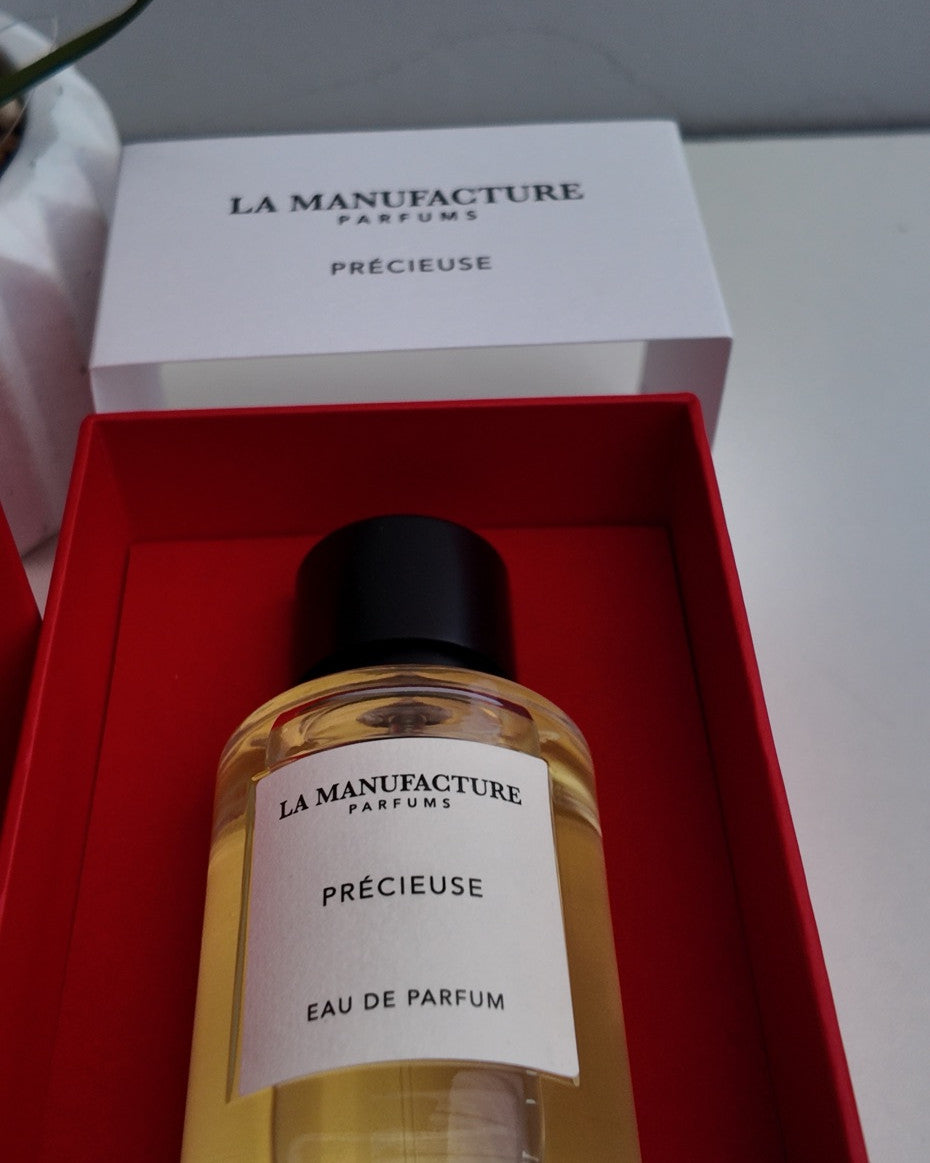 LA MANUFACTURE
PARFUMS
PRÉCIEUSE
LA MANUFACTURE
PARFUMS
PRÉCIEUSE
EAU DE PARFUM